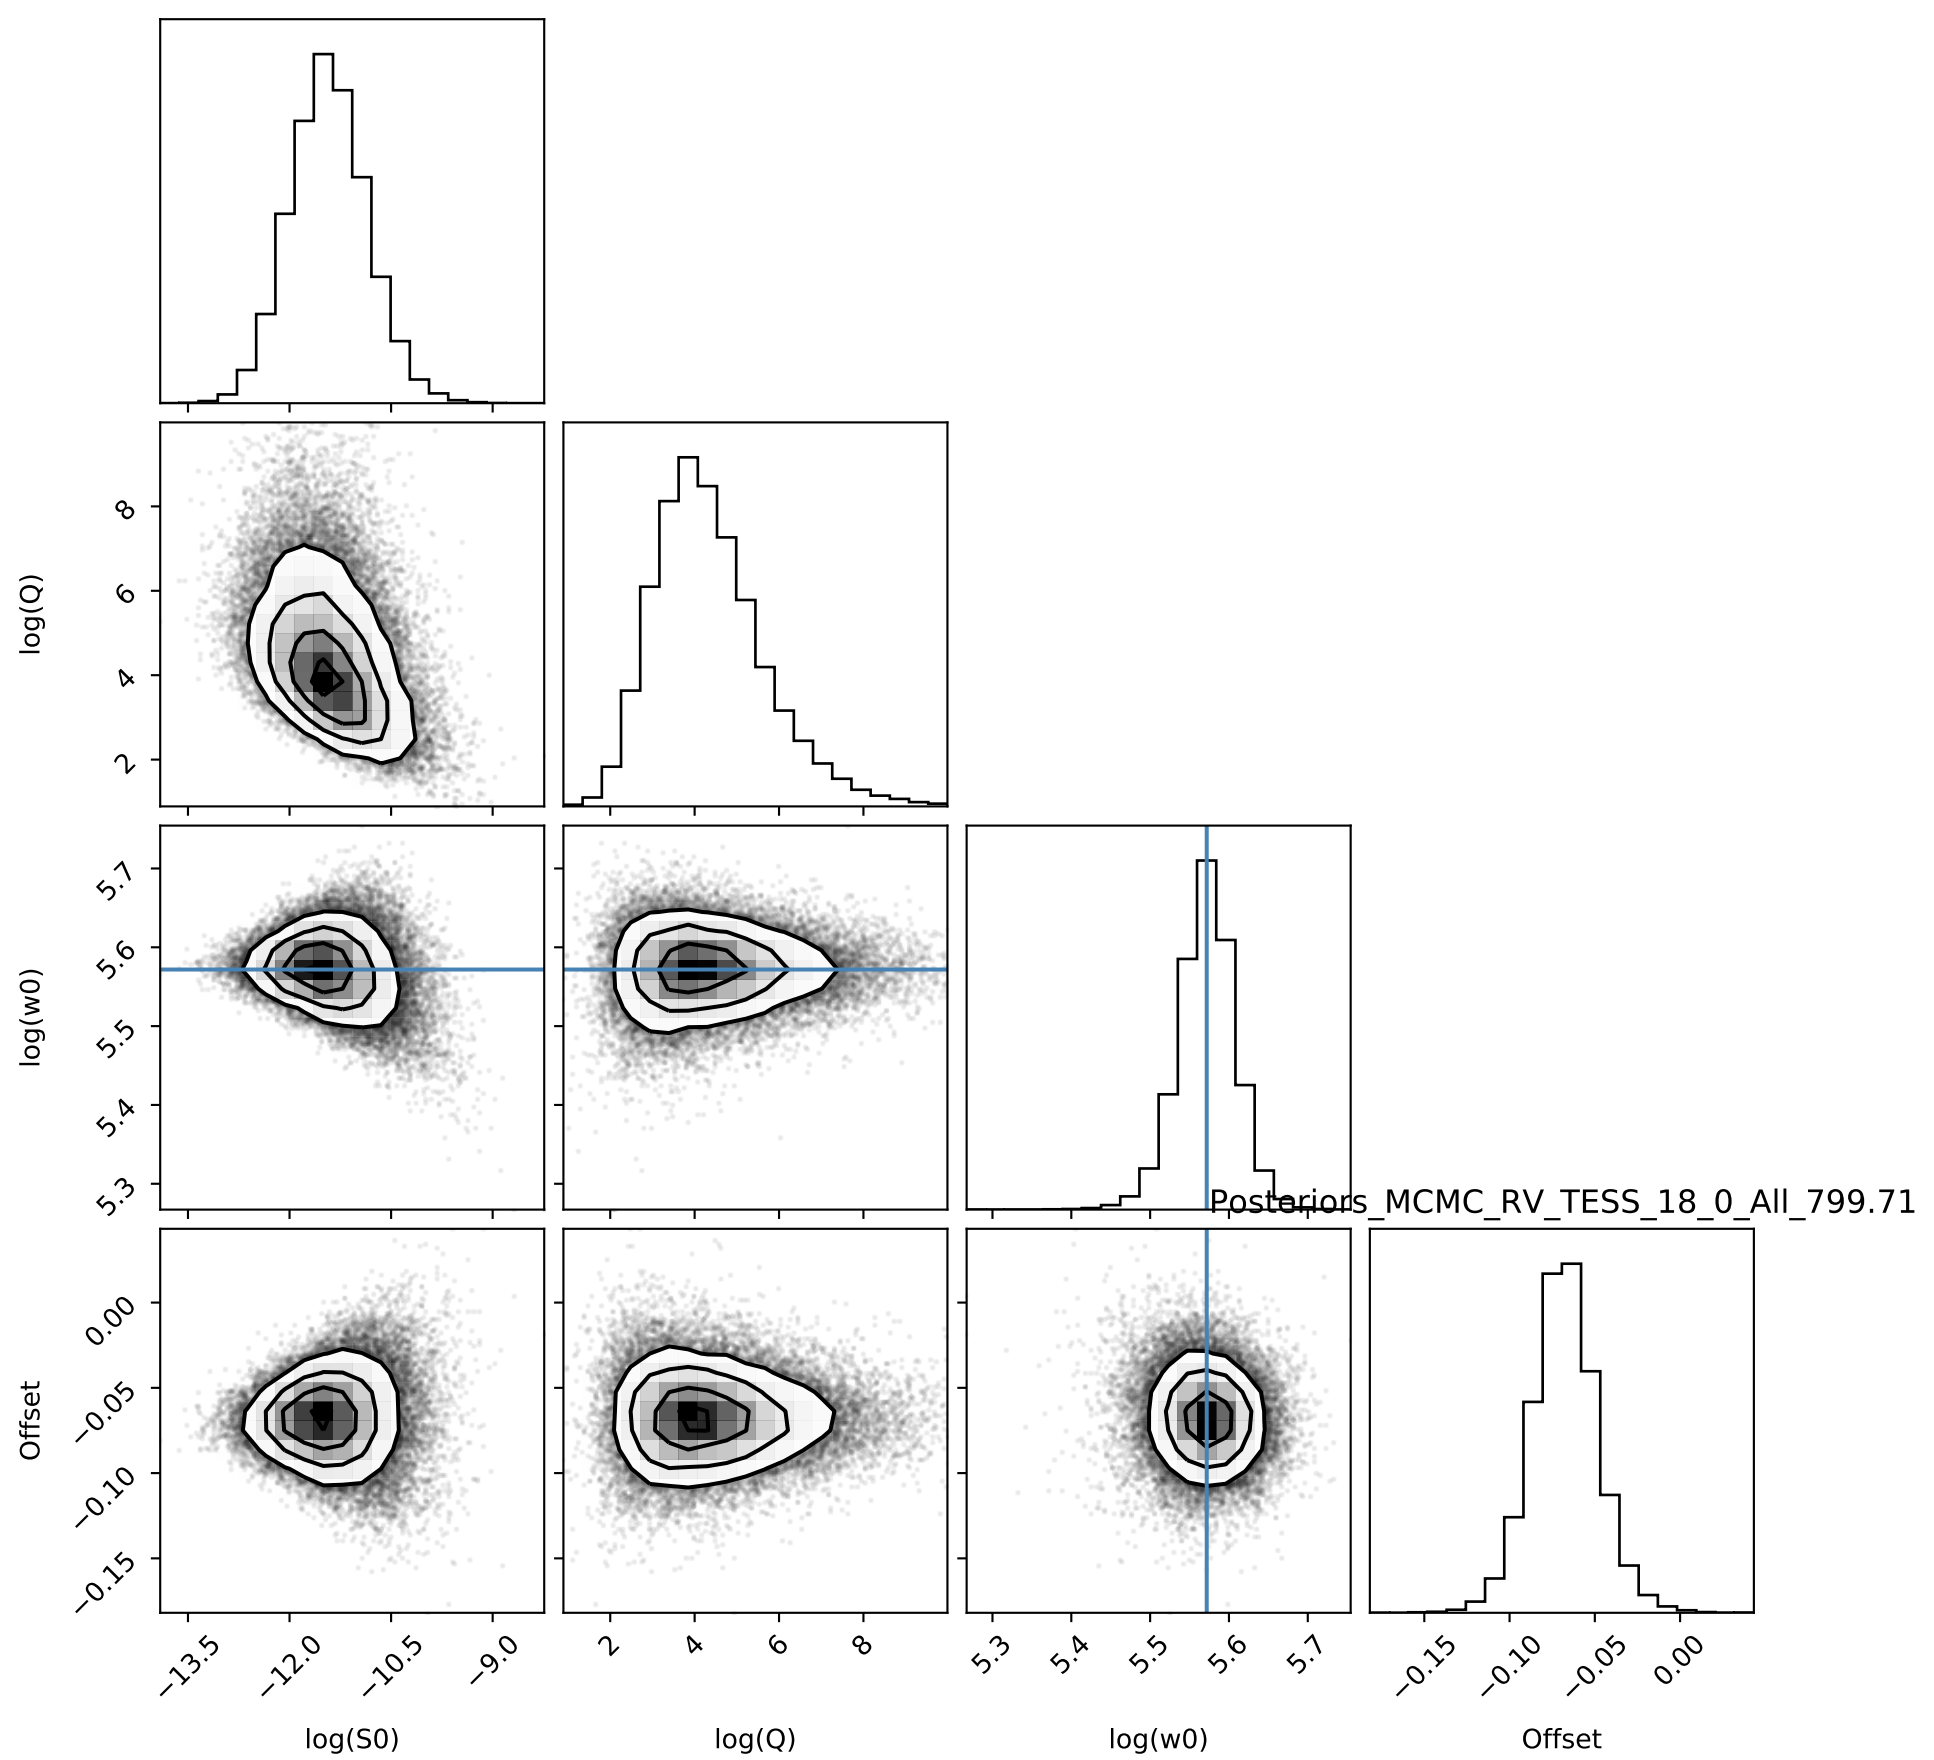 log(Q)
8
6
4
2
log(w0)
5.7
5.6
5.5
5.4
5.3
Posteriors_MCMC_RV_TESS_18_0_All_799.71
Offset
0.00
−0.05
−0.10
−0.15
−13.5 −12.0 −10.5 −9.0
2 4 6 8
5.3 5.4 5.5 5.6 5.7
−0.15 −0.10 −0.05 0.00
log(S0)
log(Q)
log(w0)
Offset